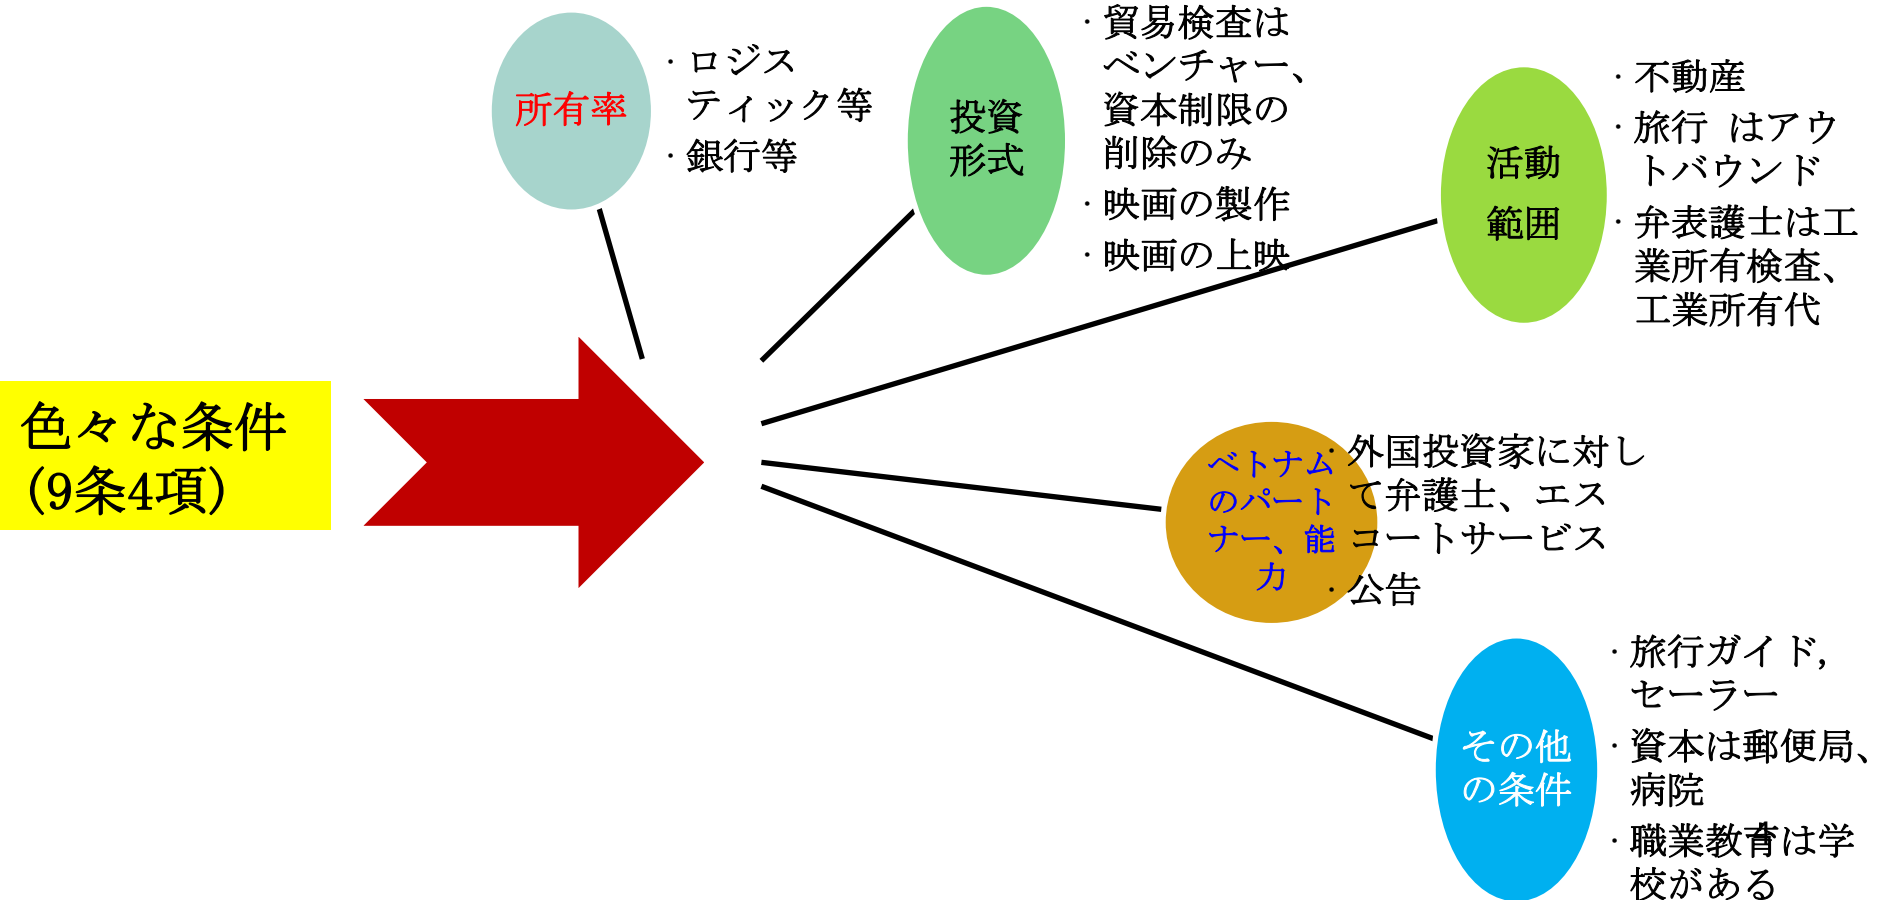 色々な条件
(9条4項)
所有率
・ロジス
ティック等
・銀行等
投資
形式
・貿易検査は
ベンチャー、
資本制限の
削除のみ
・映画の製作
・映画の上映
活動
範囲
・不動産
・旅行 はアウ
トバウンド
・弁表護士は工
業所有検査、
工業所有代
ベトナム
のパート
ナー、能
力
・外国投資家に対し
て弁護士、エス
コートサービス
・公告
その他
の条件
・旅行ガイド,
セーラー
・資本は郵便局、
病院
・職業教育は学
校がある
4